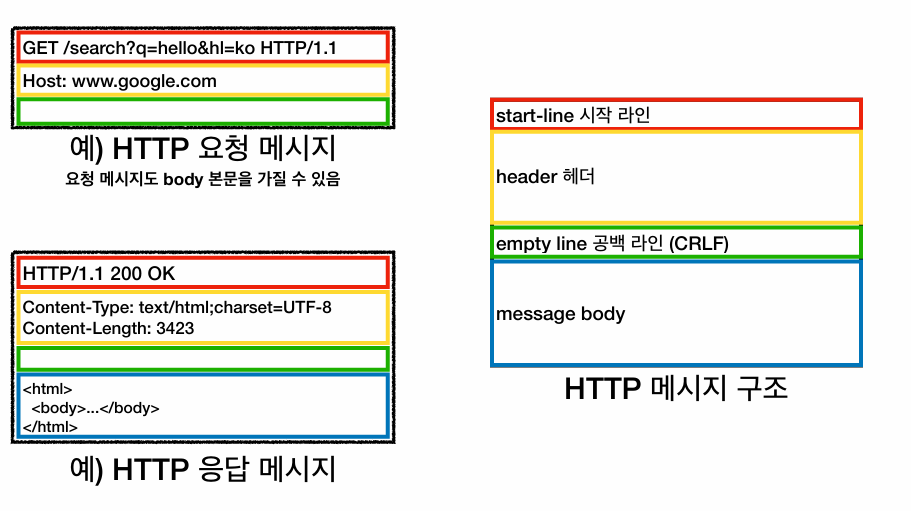 GET /search?q=hello&hl=ko HTTP/1.1
Host: www.google.com
예) HTTP 요청 메시지
요청 메시지도 body 본문을 가질 수 있음
HTTP/1.1 200 OK
Content-Type: text/html;charset=UTF-8
Content-Length: 3423
<html>
<body>...</body>
</html>
예) HTTP 응답 메시지
start-line 시작 라인
header 헤더
empty line 공백 라인 (CRLF)
message body
HTTP 메시지 구조